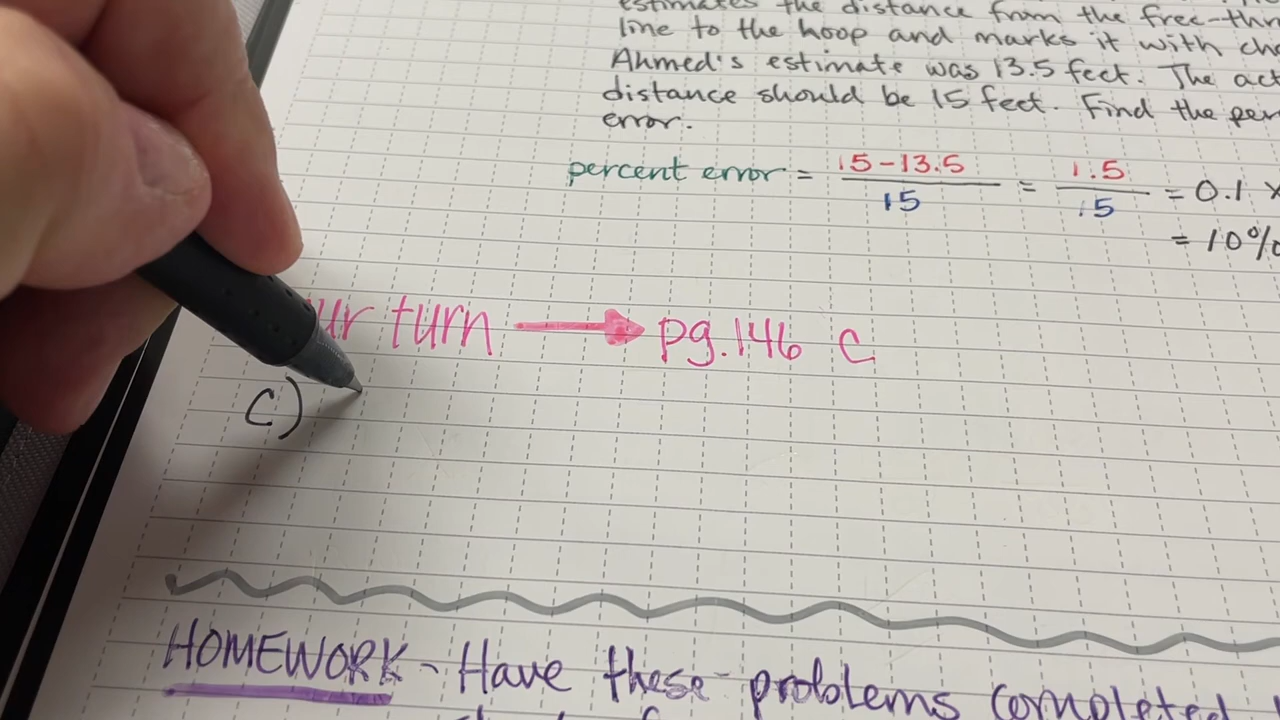 estimates the distance from the free-thr
line to the hoop and marks it with ch
Ahmed's estimate was 13.5 feet. The act
distance should be 15 feet. Find the per
error.
percent error = 15-13.5 / 15 = 1.5 / 15 = 0.1 x
= 10%
ur turn → pg.146 c
c)
HOMEWORK - Have these problems completed